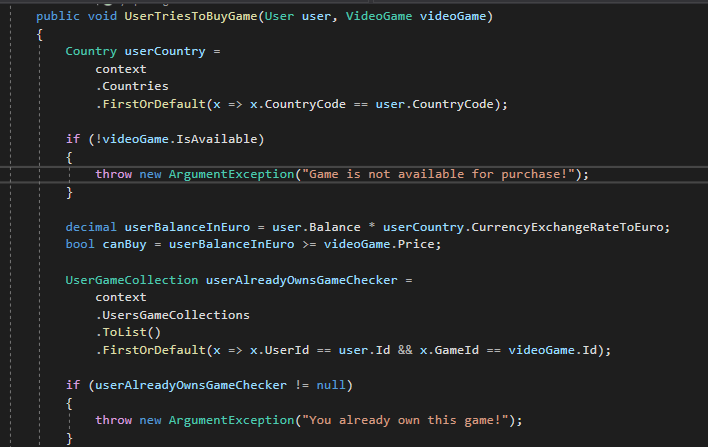 public void UserTriesToBuyGame(User user, VideoGame videoGame)
{
Country userCountry =
context
.Countries
.FirstOrDefault(x => x.CountryCode == user.CountryCode);
if (!videoGame.IsAvailable)
{
throw new ArgumentException("Game is not available for purchase!");
}
decimal userBalanceInEuro = user.Balance * userCountry.CurrencyExchangeRateToEuro;
bool canBuy = userBalanceInEuro >= videoGame.Price;
UserGameCollection userAlreadyOwnsGameChecker =
context
.UsersGameCollections
.ToList()
.FirstOrDefault(x => x.UserId == user.Id && x.GameId == videoGame.Id);
if (userAlreadyOwnsGameChecker != null)
{
throw new ArgumentException("You already own this game!");
}